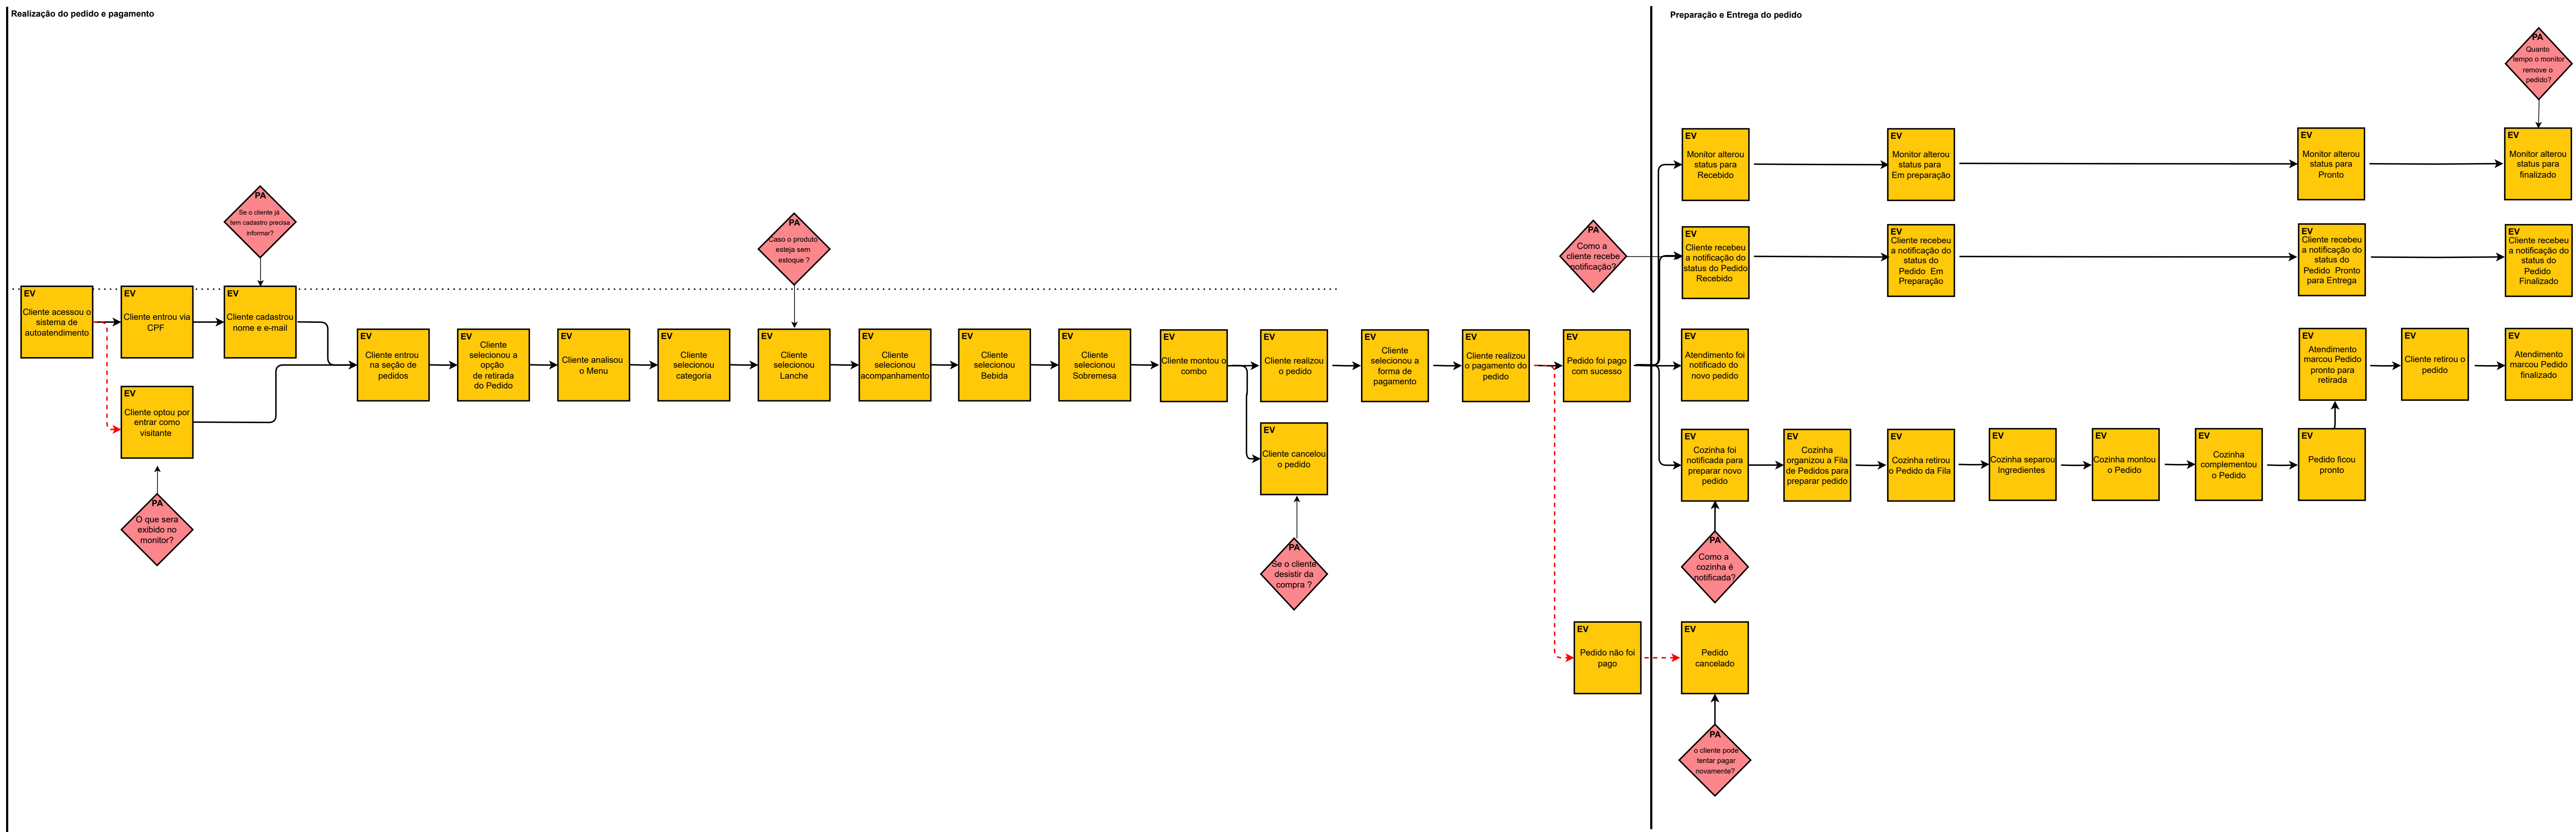 Realização do pedido e pagamento
Preparação e Entrega do pedido
PA
Quanto
tempo o monitor
remove o
pedido?
EV
Monitor alterou
status para
Recebido
EV
Monitor alterou
status para
Em preparação
EV
Monitor alterou
status para
Pronto
EV
Monitor alterou
status para
finalizado
PA
Se o cliente já
tem cadastro precisa
informar?
PA
Caso o produto
esteja sem
estoque ?
PA
Como a
cliente recebe
notificação?
EV
Cliente recebeu
a notificação do
status do Pedido
Recebido
EV
Cliente recebeu
a notificação do
status do
Pedido Em
Preparação
EV
Cliente recebeu
a notificação do
status do
Pedido Pronto
para Entrega
EV
Cliente recebeu
a notificação do
status do
Pedido
Finalizado
EV
Cliente acessou o
sistema de
autoatendimento
EV
Cliente entrou via
CPF
EV
Cliente cadastrou
nome e e-mail
EV
Cliente entrou
na seção de
pedidos
EV
Cliente
selecionou a
opção
de retirada
do Pedido
EV
Cliente analisou
o Menu
EV
Cliente
selecionou
categoria
EV
Cliente
selecionou
Lanche
EV
Cliente
selecionou
acompanhamento
EV
Cliente
selecionou
Bebida
EV
Cliente
selecionou
Sobremesa
EV
Cliente montou o
combo
EV
Cliente realizou
o pedido
EV
Cliente
selecionou a
forma de
pagamento
EV
Cliente realizou
o pagamento do
pedido
EV
Pedido foi pago
com sucesso
EV
Atendimento foi
notificado do
novo pedido
EV
Atendimento
marcou Pedido
pronto para
retirada
EV
Cliente retirou o
pedido
EV
Atendimento
marcou Pedido
finalizado
EV
Cliente optou por
entrar como
visitante
EV
Cliente cancelou
o pedido
EV
Cozinha foi
notificada para
preparar novo
pedido
EV
Cozinha
organizou a Fila
de Pedidos para
preparar pedido
EV
Cozinha retirou
o Pedido da Fila
EV
Cozinha separou
Ingredientes
EV
Cozinha montou
o Pedido
EV
Cozinha
complementou
o Pedido
EV
Pedido ficou
pronto
PA
O que sera
exibido no
monitor?
PA
Se o cliente
desistir da
compra ?
PA
Como a
cozinha é
notificada?
EV
Pedido não foi
pago
EV
Pedido
cancelado
PA
o cliente pode
tentar pagar
novamente?